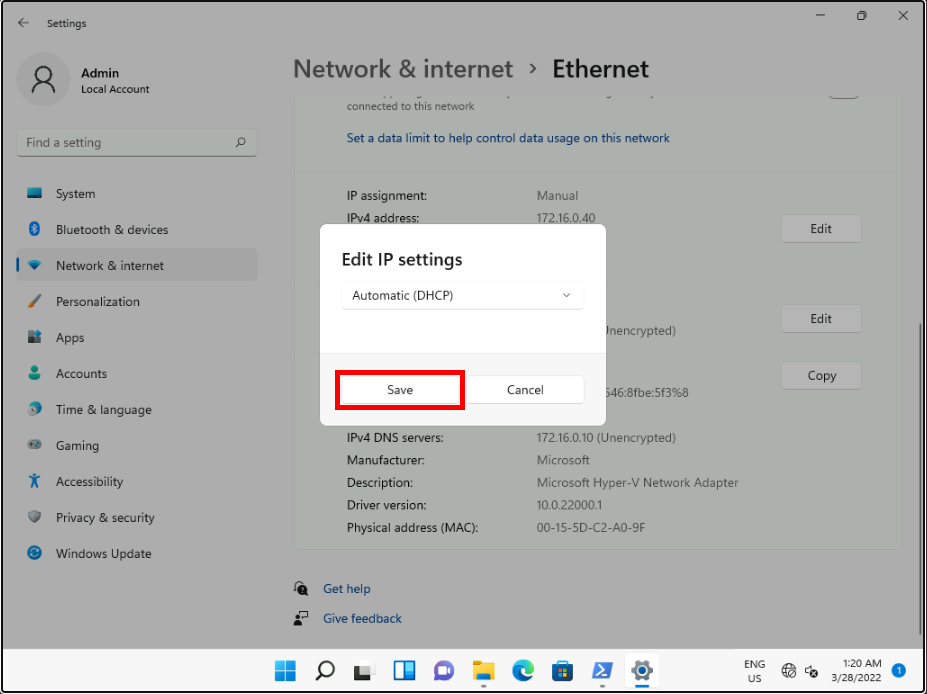 Settings
Admin
Local Account
Find a setting
System
Bluetooth & devices
Network & internet
Personalization
Apps
Accounts
Time & language
Gaming
Accessibility
Privacy & security
Windows Update
Network & internet › Ethernet
connected to this network
Set a data limit to help control data usage on this network
IP assignment: Manual
IPv4 address: 172.16.0.40
Edit
Edit IP settings
Automatic (DHCP)
Unencrypted)
Edit
Save
Cancel
Copy
546:8fbe:5f3%8
IPv4 DNS servers: 172.16.0.10 (Unencrypted)
Manufacturer: Microsoft
Description: Microsoft Hyper-V Network Adapter
Driver version: 10.0.22000.1
Physical address (MAC): 00-15-5D-C2-A0-9F
Get help
Give feedback
ENG
US
1:20 AM
3/28/2022
1